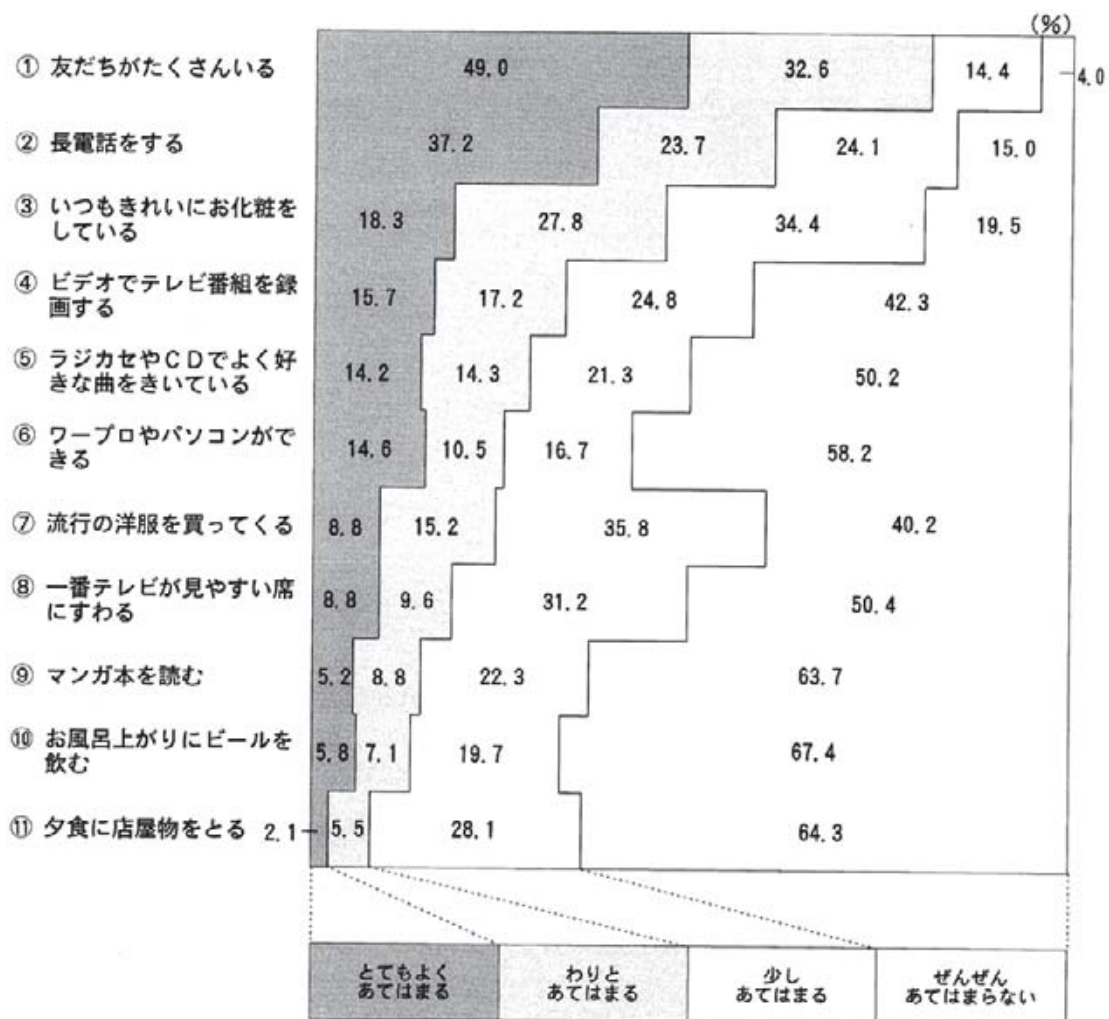 (%)
① 友だちがたくさんいる 49.0 32.6 14.4 4.0
② 長電話をする 37.2 23.7 24.1 15.0
③ いつもきれいにお化粧を
している 18.3 27.8 34.4 19.5
④ ビデオでテレビ番組を録
画する 15.7 17.2 24.8 42.3
⑤ ラジカセやCDでよく好
きな曲をきいている 14.2 14.3 21.3 50.2
⑥ ワープロやパソコンがで
きる 14.6 10.5 16.7 58.2
⑦ 流行の洋服を買ってくる 8.8 15.2 35.8 40.2
⑧ 一番テレビが見やすい席
にすわる 8.8 9.6 31.2 50.4
⑨ マンガ本を読む 5.2 8.8 22.3 63.7
⑩ お風呂上がりにビールを
飲む 5.8 7.1 19.7 67.4
⑪ 夕食に店屋物をとる 2.1 5.5 28.1 64.3
とてもよく
あてはまる
わりと
あてはまる
少し
あてはまる
ぜんぜん
あてはまらない